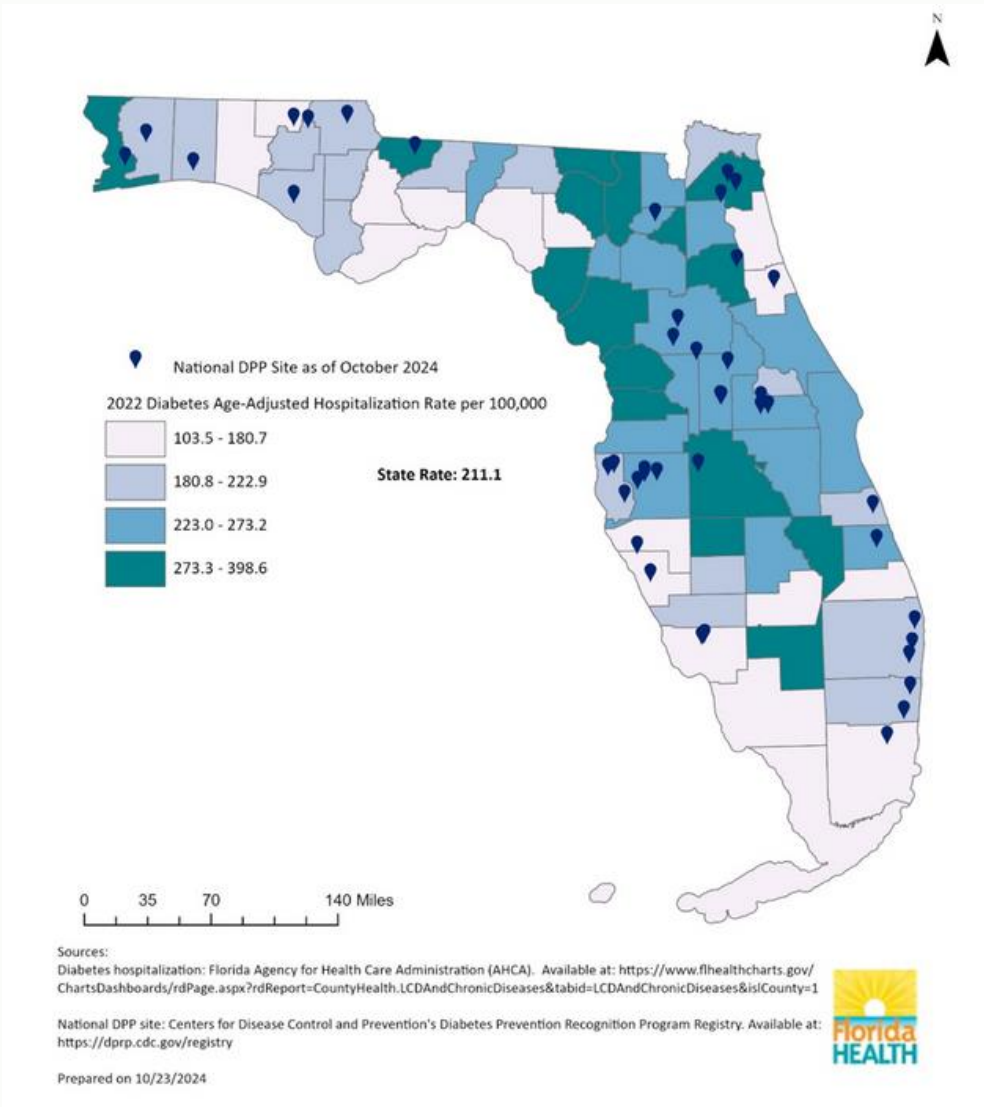 N
National DPP Site as of October 2024
2022 Diabetes Age-Adjusted Hospitalization Rate per 100,000
103.5 - 180.7
180.8 - 222.9
223.0 - 273.2
273.3 - 398.6
State Rate: 211.1
0 35 70 140 Miles
Sources:
Diabetes hospitalization: Florida Agency for Health Care Administration (AHCA). Available at: https://www.flhealthcharts.gov/
ChartsDashboards/rdPage.aspx?rdReport=CountyHealth.LCDAndChronicDiseases&tabid=LCDAndChronicDiseases&islCounty=1
National DPP site: Centers for Disease Control and Prevention's Diabetes Prevention Recognition Program Registry. Available at:
https://dprp.cdc.gov/registry
Prepared on 10/23/2024
Florida
HEALTH